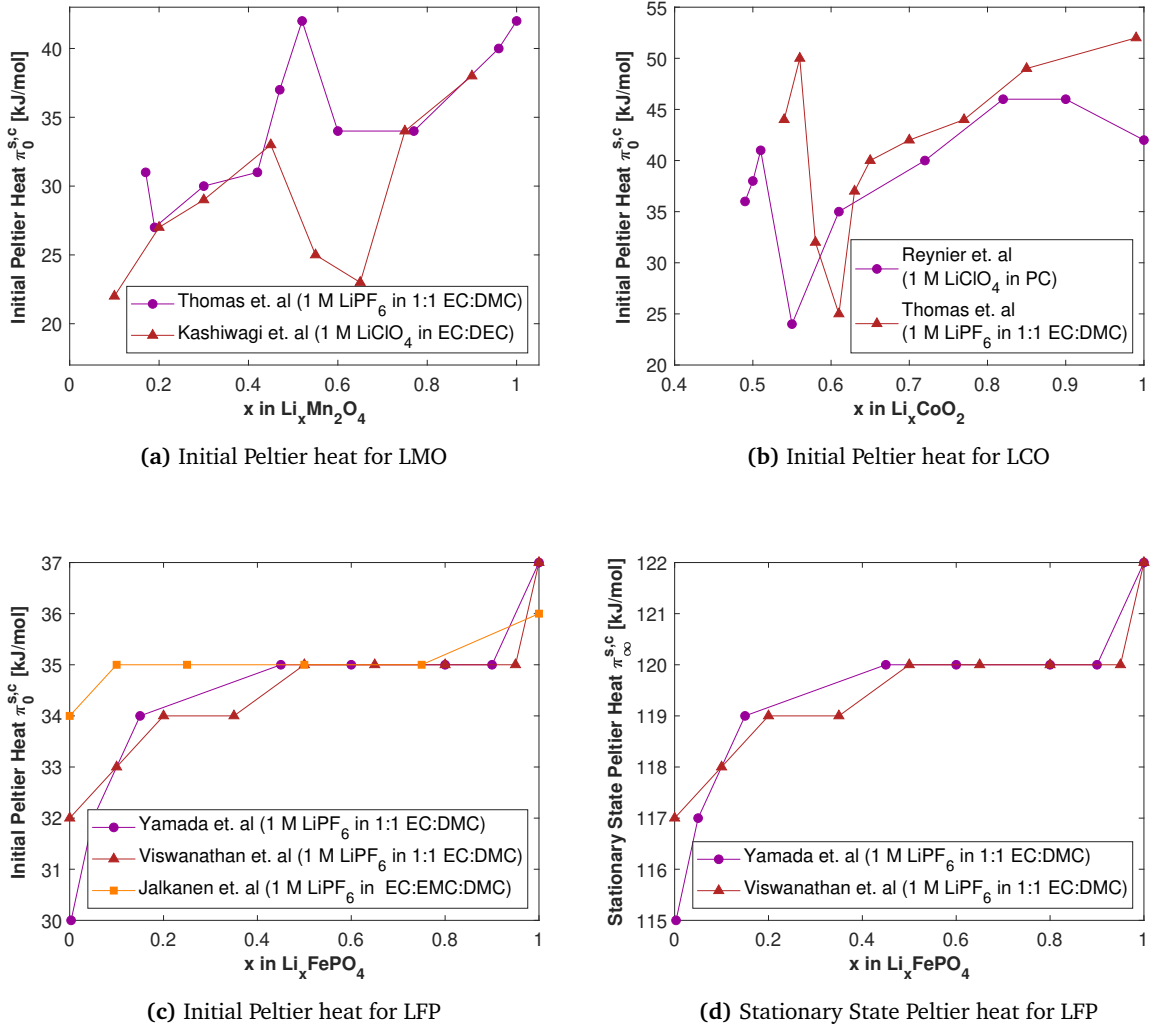 Initial Peltier Heat π₀ˢ,ᶜ [kJ/mol]
40
35
30
25
20
Thomas et. al (1 M LiPF₆ in 1:1 EC:DMC)
Kashiwagi et. al (1 M LiClO₄ in EC:DEC)
0
0.2
0.4
0.6
0.8
1
x in LiₓMn₂O₄
(a) Initial Peltier heat for LMO
Initial Peltier Heat π₀ˢ,ᶜ [kJ/mol]
55
50
45
40
35
30
25
20
Reynier et. al
(1 M LiClO₄ in PC)
Thomas et. al
(1 M LiPF₆ in 1:1 EC:DMC)
0.4
0.5
0.6
0.7
0.8
0.9
1
x in LiₓCoO₂
(b) Initial Peltier heat for LCO
Initial Peltier Heat π₀ˢ,ᶜ [kJ/mol]
37
36
35
34
33
32
31
30
Yamada et. al (1 M LiPF₆ in 1:1 EC:DMC)
Viswanathan et. al (1 M LiPF₆ in 1:1 EC:DMC)
Jalkanen et. al (1 M LiPF₆ in  EC:EMC:DMC)
0
0.2
0.4
0.6
0.8
1
x in LiₓFePO₄
(c) Initial Peltier heat for LFP
Stationary State Peltier Heat π∞ˢ,ᶜ [kJ/mol]
122
121
120
119
118
117
116
115
Yamada et. al (1 M LiPF₆ in 1:1 EC:DMC)
Viswanathan et. al (1 M LiPF₆ in 1:1 EC:DMC)
0
0.2
0.4
0.6
0.8
1
x in LiₓFePO₄
(d) Stationary State Peltier heat for LFP